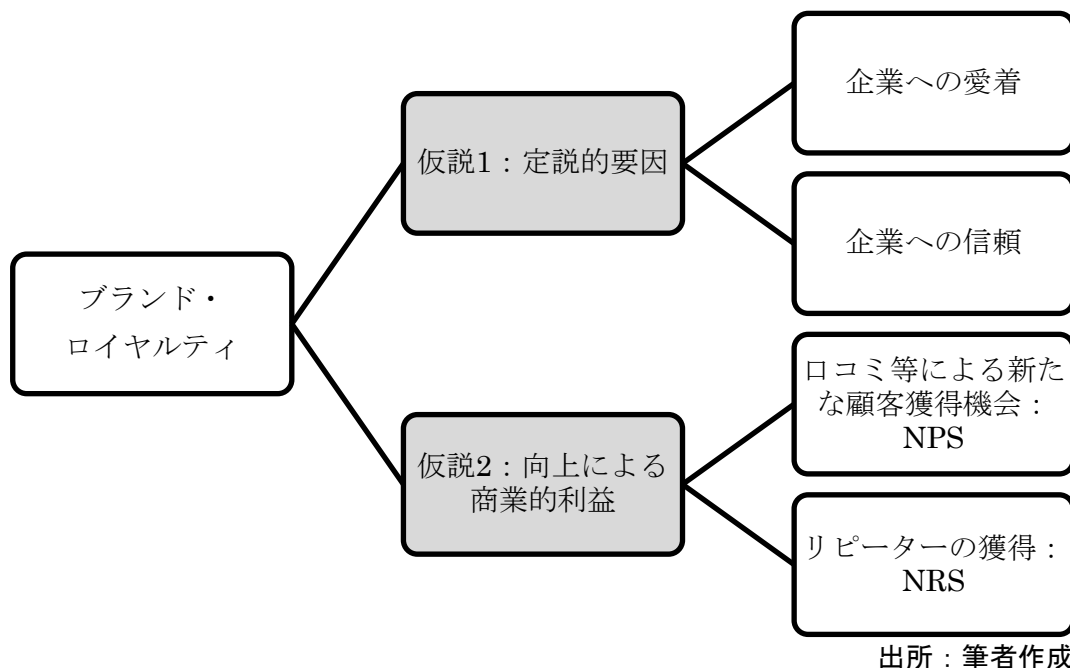 ブランド・
ロイヤルティ
仮説1：定説的要因
企業への愛着
企業への信頼
仮説2：向上による
商業的利益
口コミ等による新た
な顧客獲得機会：
NPS
リピーターの獲得：
NRS
出所：筆者作成